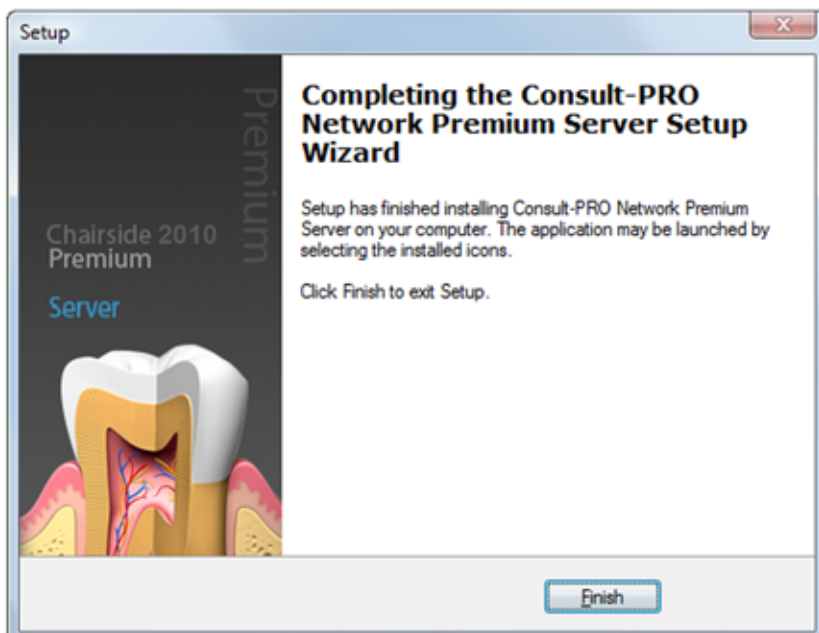 Setup
Premium
Chairside 2010
Premium
Server
Completing the Consult-PRO
Network Premium Server Setup
Wizard
Setup has finished installing Consult-PRO Network Premium
Server on your computer. The application may be launched by
selecting the installed icons.
Click Finish to exit Setup.
Finish